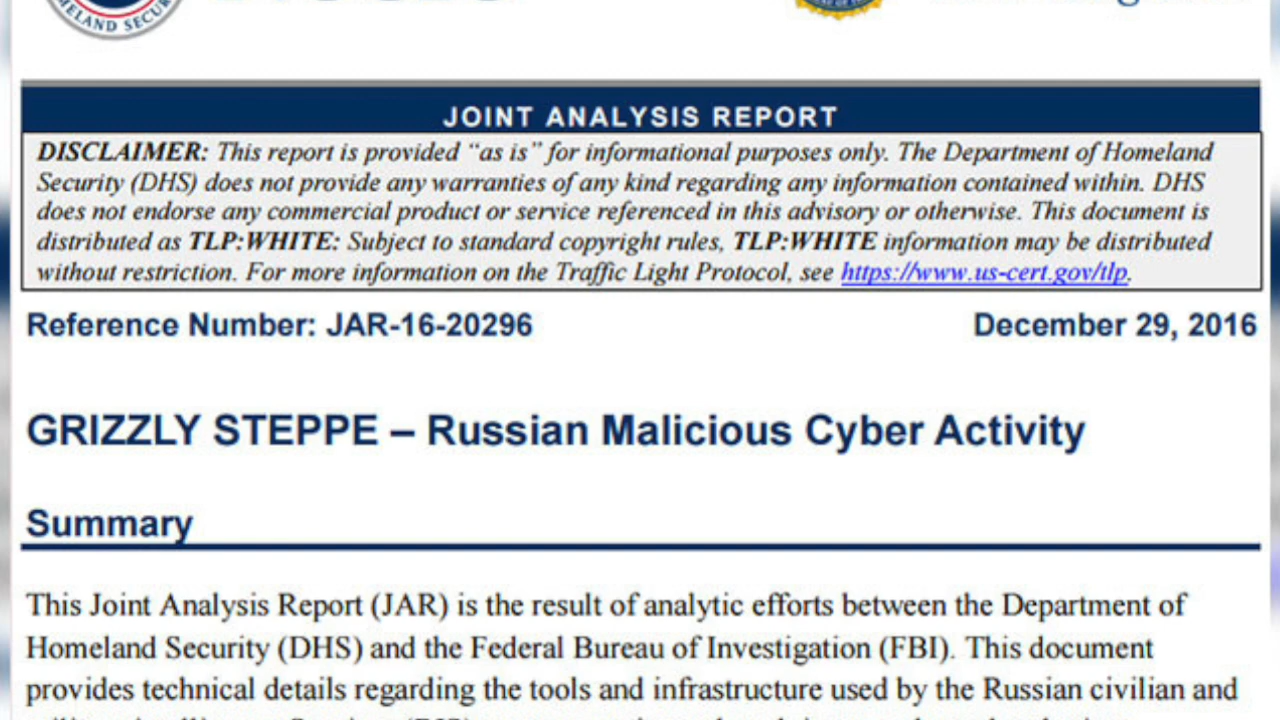 HOMELAND SECUR
JOINT ANALYSIS REPORT
DISCLAIMER: This report is provided “as is” for informational purposes only. The Department of Homeland
Security (DHS) does not provide any warranties of any kind regarding any information contained within. DHS
does not endorse any commercial product or service referenced in this advisory or otherwise. This document is
distributed as TLP:WHITE: Subject to standard copyright rules, TLP:WHITE information may be distributed
without restriction. For more information on the Traffic Light Protocol, see https://www.us-cert.gov/tlp.
Reference Number: JAR-16-20296
December 29, 2016
GRIZZLY STEPPE – Russian Malicious Cyber Activity
Summary
This Joint Analysis Report (JAR) is the result of analytic efforts between the Department of
Homeland Security (DHS) and the Federal Bureau of Investigation (FBI). This document
provides technical details regarding the tools and infrastructure used by the Russian civilian and